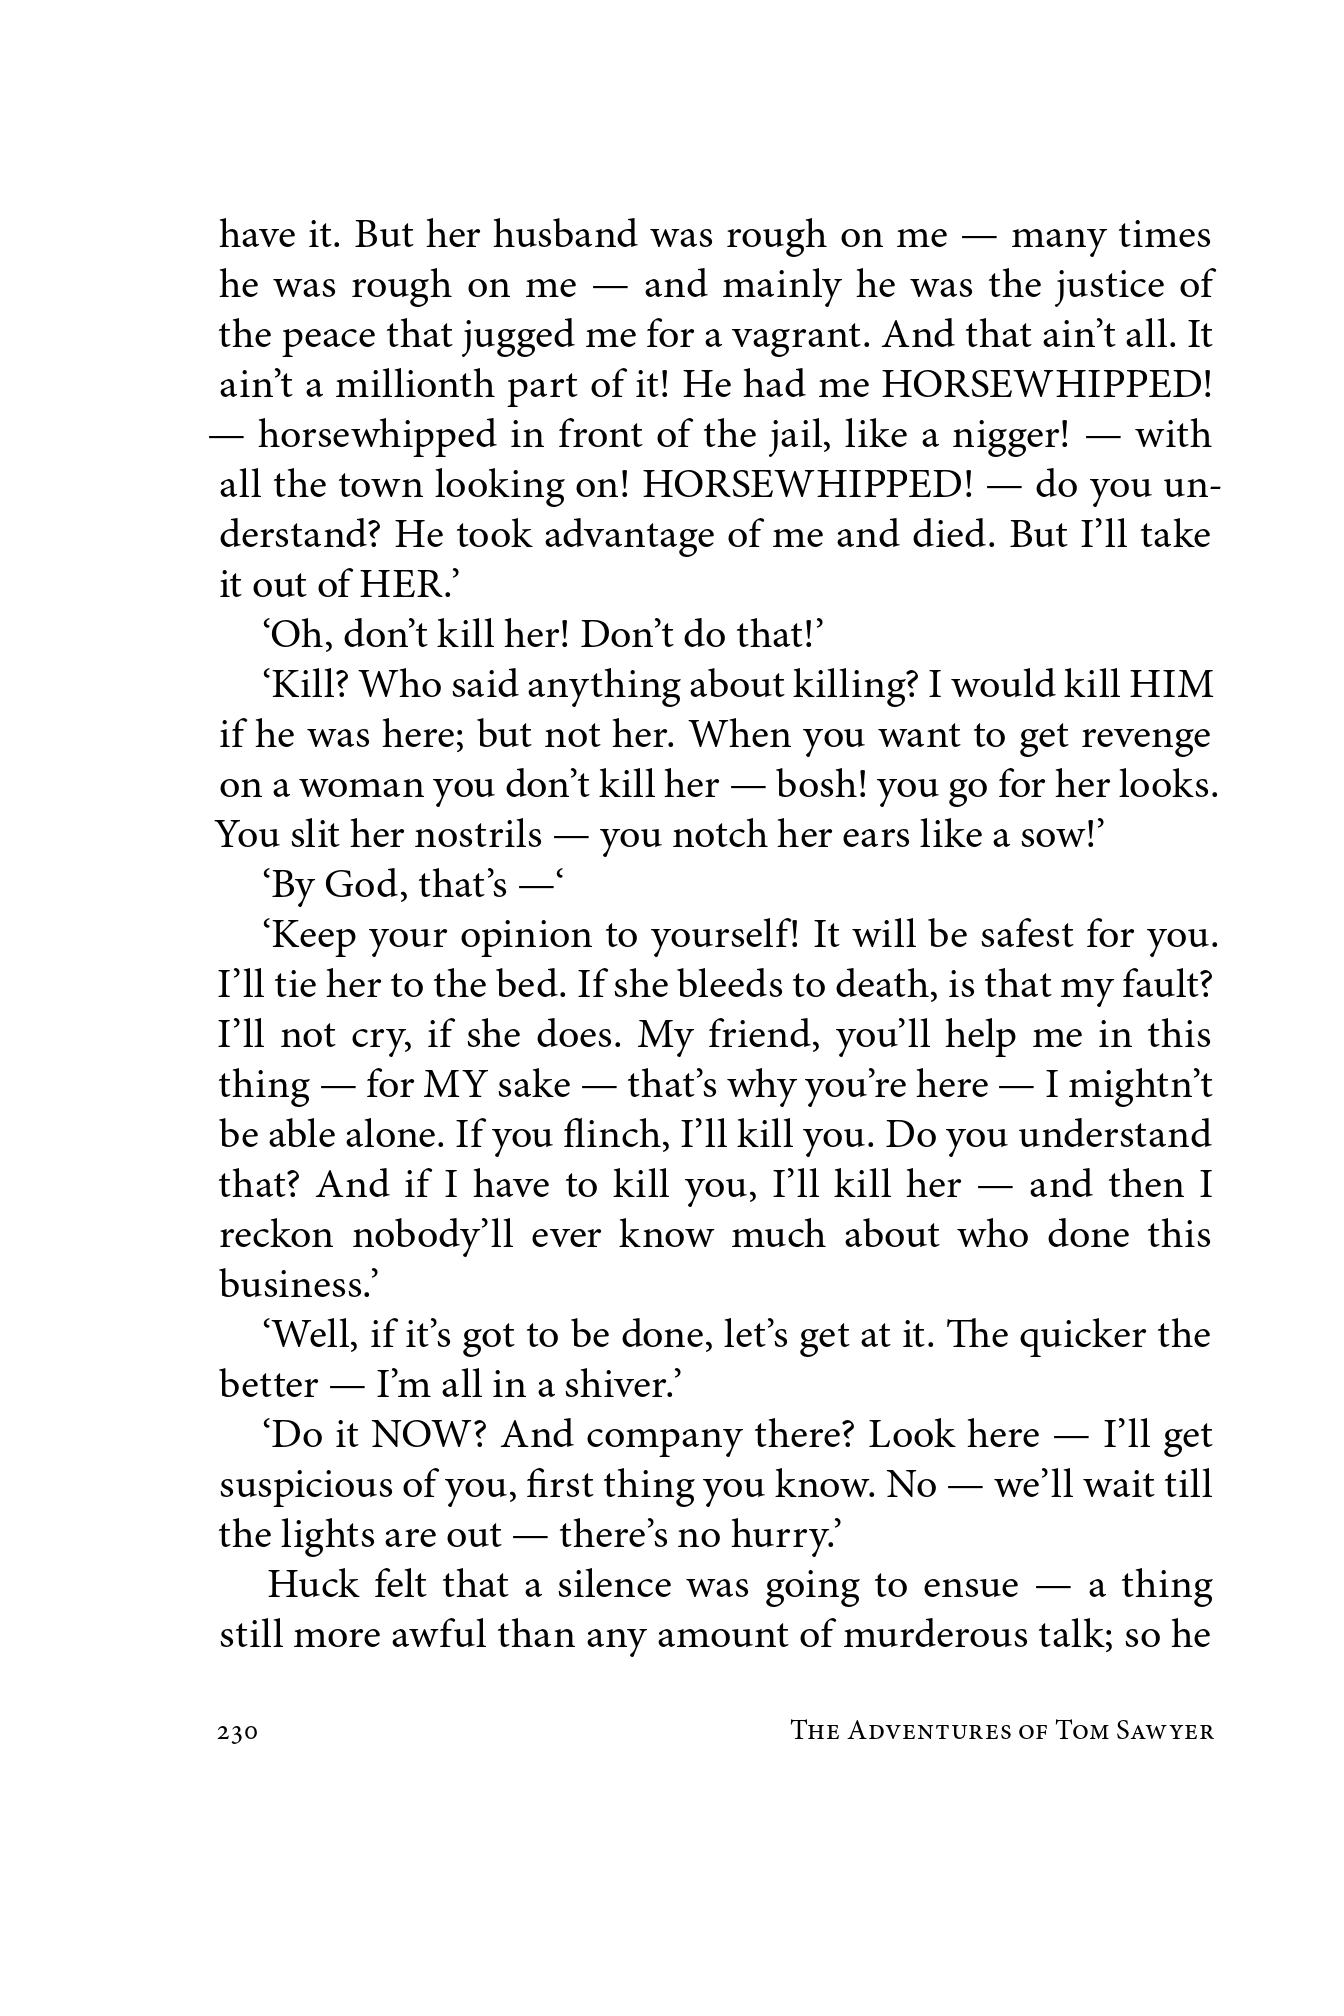 have it. But her husband was rough on me — many times
he was rough on me — and mainly he was the justice of
the peace that jugged me for a vagrant. And that ain’t all. It
ain’t a millionth part of it! He had me HORSEWHIPPED!
— horsewhipped in front of the jail, like a nigger! — with
all the town looking on! HORSEWHIPPED! — do you un-
derstand? He took advantage of me and died. But I’ll take
it out of HER.’
‘Oh, don’t kill her! Don’t do that!’
‘Kill? Who said anything about killing? I would kill HIM
if he was here; but not her. When you want to get revenge
on a woman you don’t kill her — bosh! you go for her looks.
You slit her nostrils — you notch her ears like a sow!’
‘By God, that’s —‘
‘Keep your opinion to yourself! It will be safest for you.
I’ll tie her to the bed. If she bleeds to death, is that my fault?
I’ll not cry, if she does. My friend, you’ll help me in this
thing — for MY sake — that’s why you’re here — I mightn’t
be able alone. If you flinch, I’ll kill you. Do you understand
that? And if I have to kill you, I’ll kill her — and then I
reckon nobody’ll ever know much about who done this
business.’
‘Well, if it’s got to be done, let’s get at it. The quicker the
better — I’m all in a shiver.’
‘Do it NOW? And company there? Look here — I’ll get
suspicious of you, first thing you know. No — we’ll wait till
the lights are out — there’s no hurry.’
Huck felt that a silence was going to ensue — a thing
still more awful than any amount of murderous talk; so he
230 The Adventures of Tom Sawyer